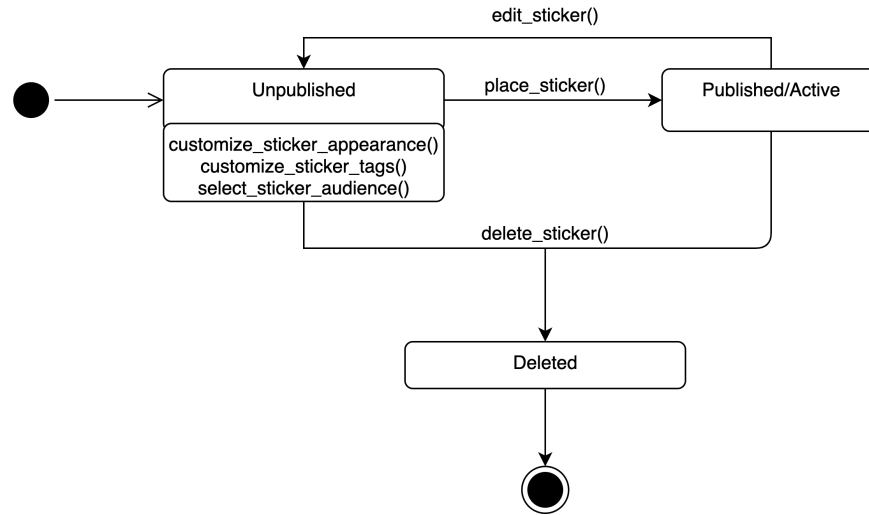 edit_sticker()
Unpublished
place_sticker()
Published/Active
customize_sticker_appearance()
customize_sticker_tags()
select_sticker_audience()
delete_sticker()
Deleted